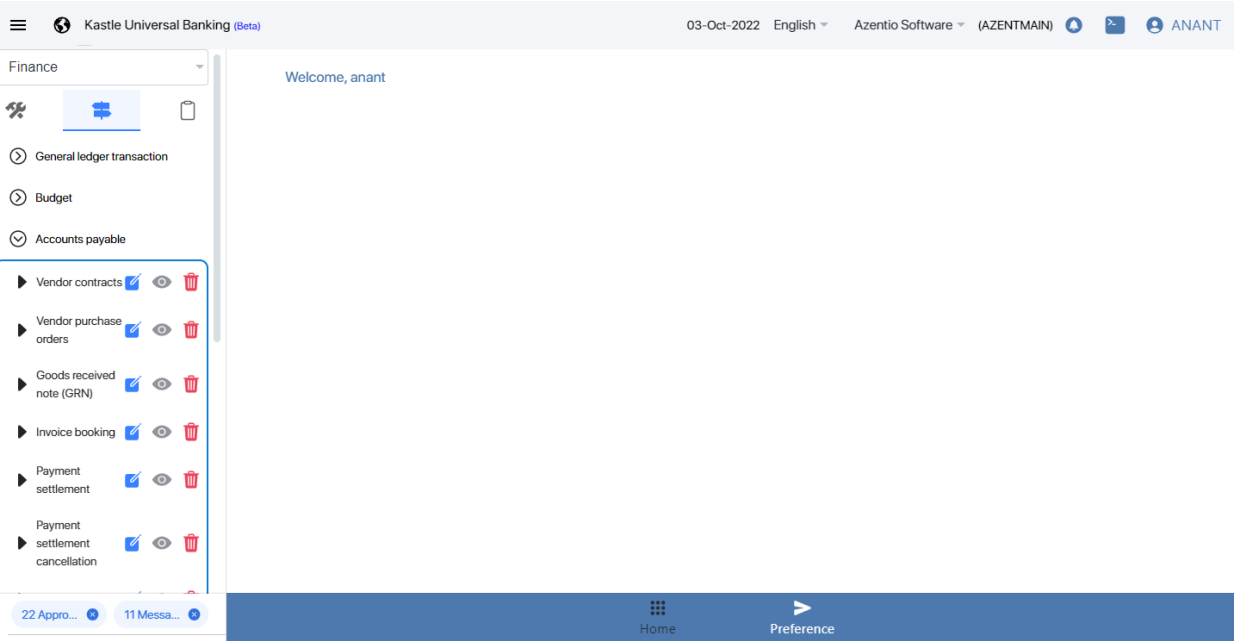 Kastle Universal Banking (Beta)
03-Oct-2022 English Azentio Software (AZENTMAIN) ANANT
Finance
Welcome, anant
General ledger transaction
Budget
Accounts payable
Vendor contracts
Vendor purchase
orders
Goods received
note (GRN)
Invoice booking
Payment
settlement
Payment
settlement
cancellation
22 Appro...
11 Messa...
Home
Preference